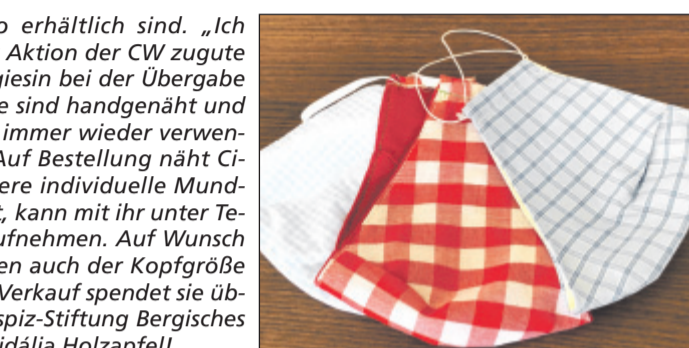 o erhältlich sind. „Ich
Aktion der CW zugute
giesin bei der Übergabe
e sind handgenäht und
immer wieder verwen-
Auf Bestellung näht Ci-
ere individuelle Mund-
t, kann mit ihr unter Te-
ufnehmen. Auf Wunsch
en auch der Kopfgröße
Verkauf spendet sie üb-
spiz-Stiftung Bergisches
idália Holzapfel!